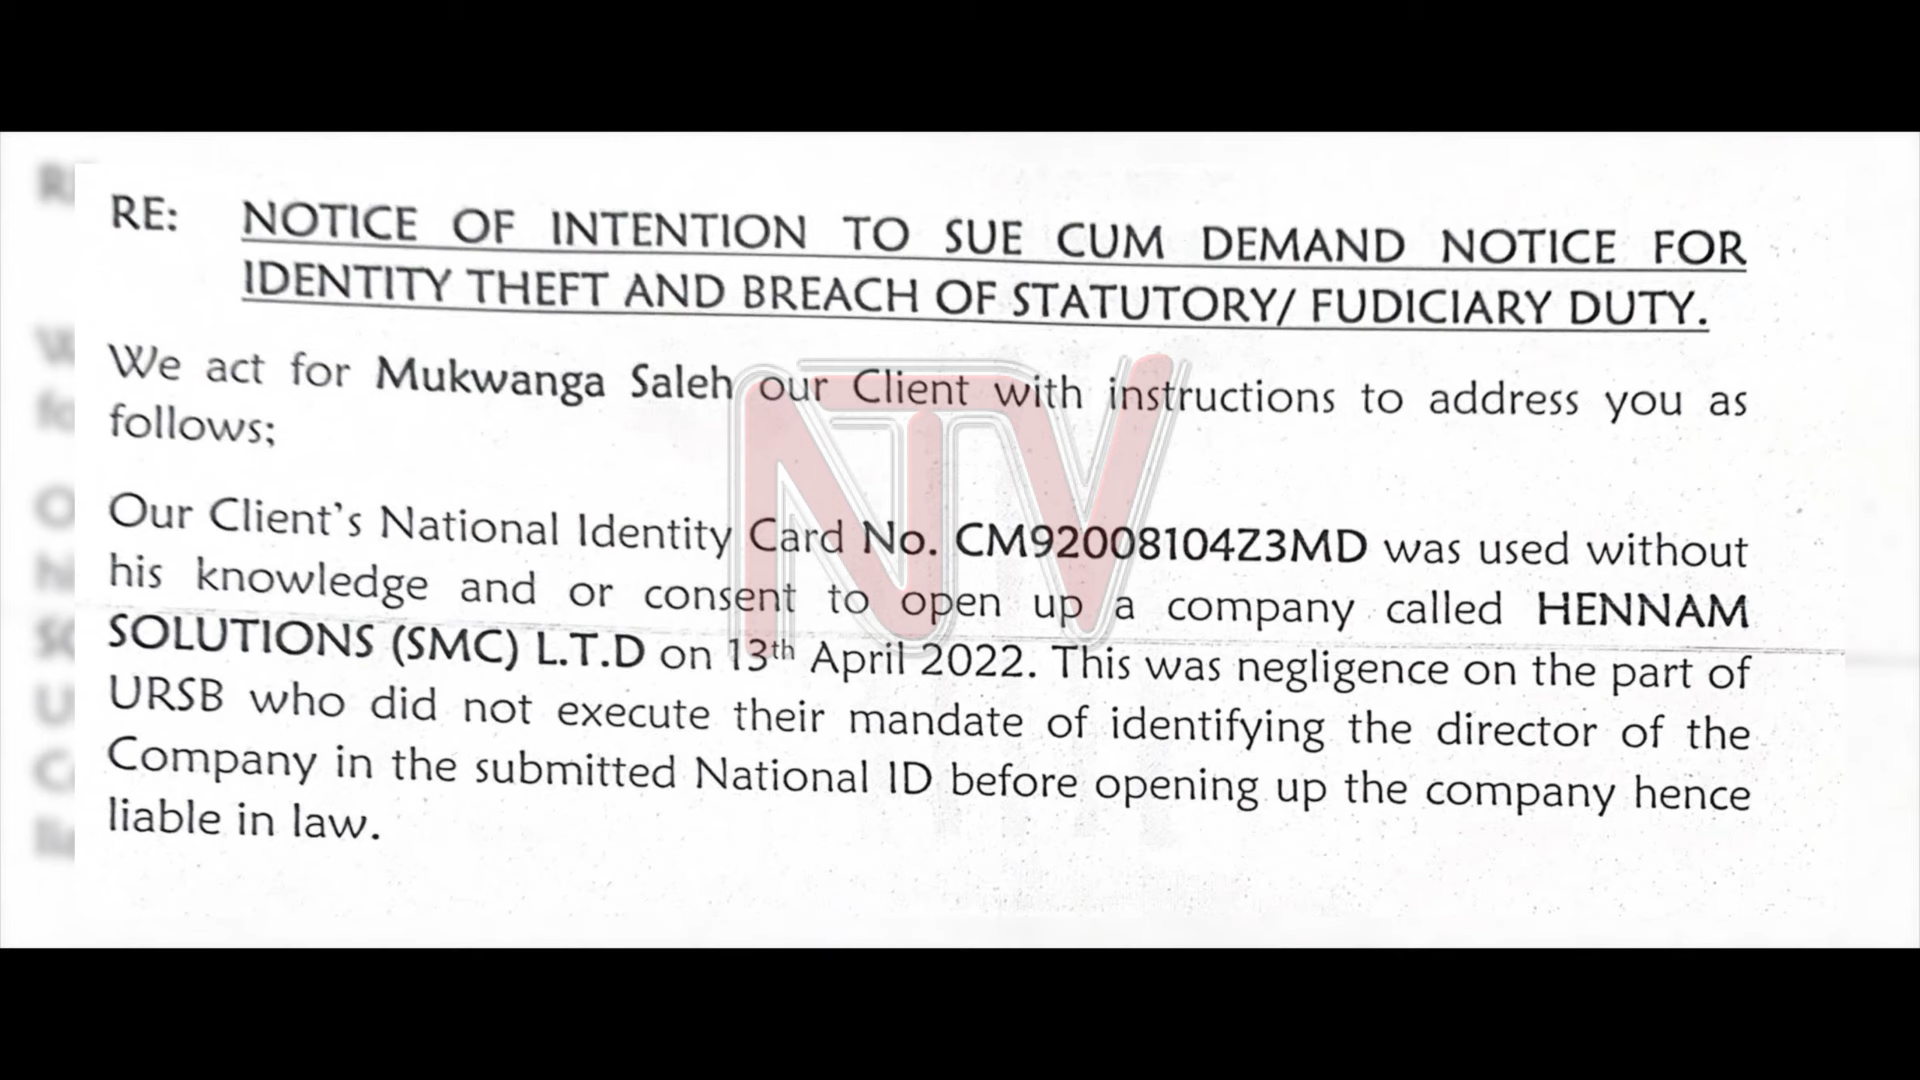 RE: NOTICE OF INTENTION TO SUE CUM DEMAND NOTICE FOR
IDENTITY THEFT AND BREACH OF STATUTORY/ FUDICIARY DUTY.
We act for Mukwanga Saleh our Client with instructions to address you as
follows;
Our Client's National Identity Card No. CM92008104Z3MD was used without
his knowledge and or consent to open up a company called HENNAM
SOLUTIONS (SMC) L.T.D on 13th April 2022. This was negligence on the part of
URSB who did not execute their mandate of identifying the director of the
Company in the submitted National ID before opening up the company hence
liable in law.
NTV